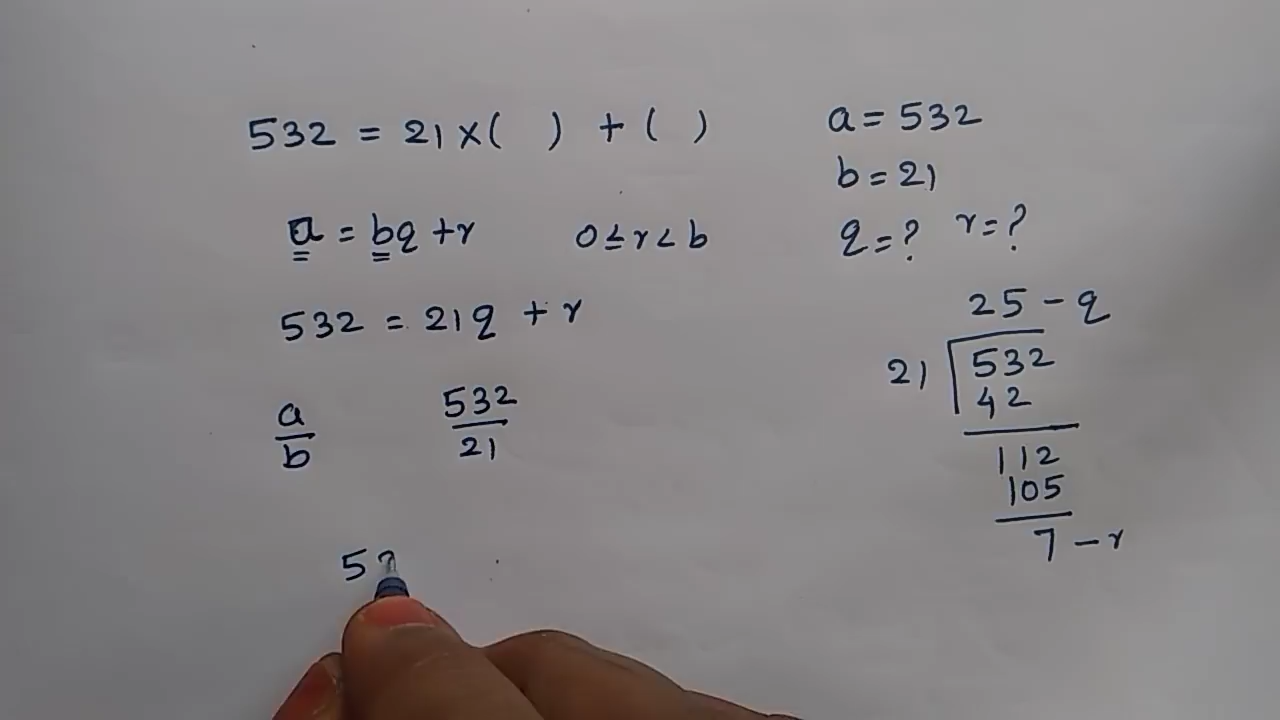 532 = 21 × ( ) + ( )
a = bq + r 0 ≤ r < b
532 = 21q + r
a/b 532/21
5
a = 532
b = 21
q = ? r = ?
25 - q
21 532
42
112
105
7 - r